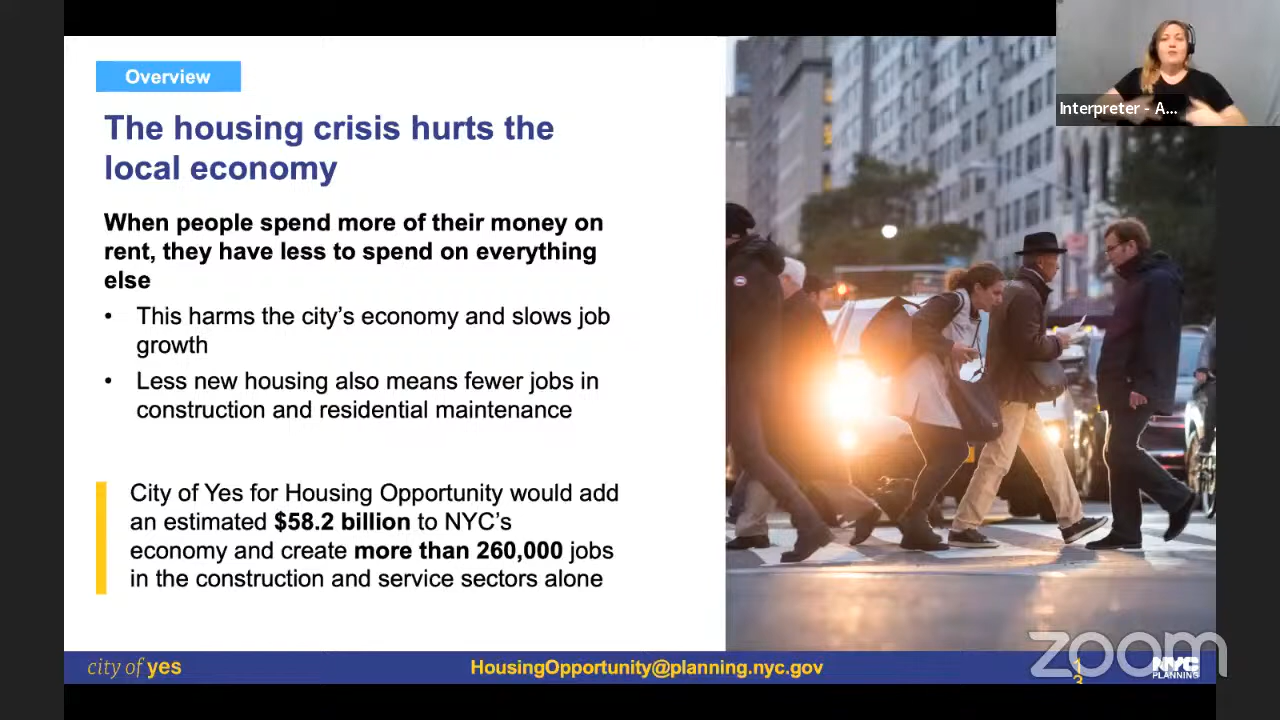 Overview
The housing crisis hurts the
local economy
When people spend more of their money on
rent, they have less to spend on everything
else
• This harms the city's economy and slows job
growth
• Less new housing also means fewer jobs in
construction and residential maintenance
City of Yes for Housing Opportunity would add
an estimated $58.2 billion to NYC's
economy and create more than 260,000 jobs
in the construction and service sectors alone
city of yes
HousingOpportunity@planning.nyc.gov
1
3
NYC
PLANNING
zoom
Interpreter - A...